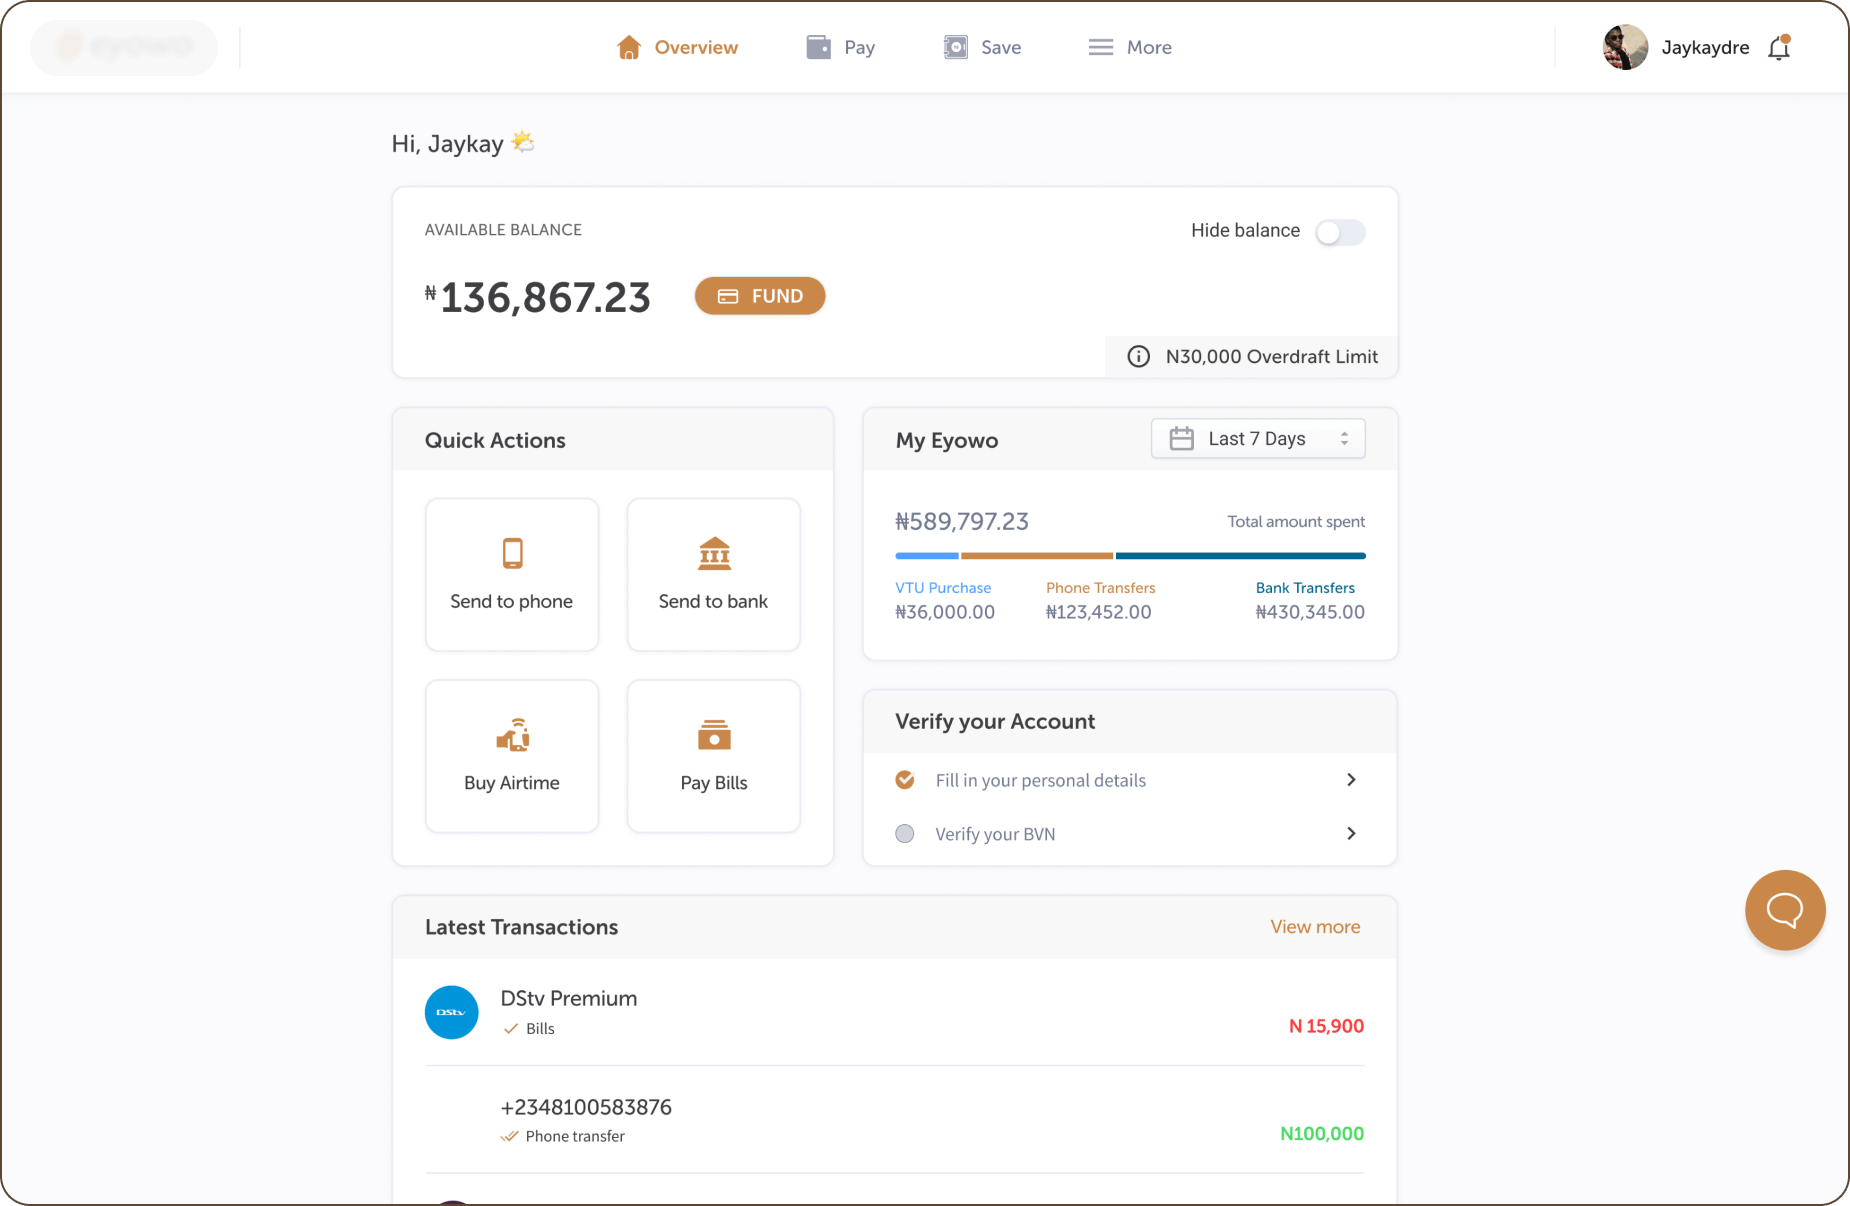 eyowo
Overview
Pay
Save
More
Jaykaydre
Hi, Jaykay
AVAILABLE BALANCE
Hide balance
₦136,867.23
FUND
N30,000 Overdraft Limit
Quick Actions
Send to phone
Send to bank
Buy Airtime
Pay Bills
My Eyowo
Last 7 Days
₦589,797.23
Total amount spent
VTU Purchase
Phone Transfers
Bank Transfers
₦36,000.00
₦123,452.00
₦430,345.00
Verify your Account
Fill in your personal details
Verify your BVN
Latest Transactions
View more
DStv
DStv Premium
Bills
N 15,900
+2348100583876
Phone transfer
N100,000